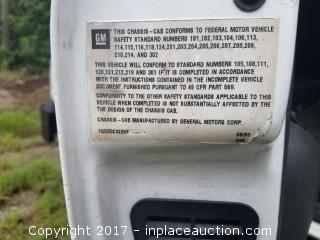 GM
THIS CHASSIS-CAB CONFORMS TO FEDERAL MOTOR VEHICLE
SAFETY STANDARD NUMBERS 101,102,103,104,106,113,
114,115,116,118,124,201,203,204,205,206,207,208,209,
216,214, AND 302
THIS VEHICLE WILL CONFORM TO STANDARD NUMBERS 105,108,111,
120,121,212,219 AND 301 IF IT IS COMPLETED IN ACCORDANCE
WITH THE INSTRUCTIONS CONTAINED IN THE INCOMPLETE VEHICLE
DOCUMENT FURNISHED PURSUANT TO 49 CFR PART 568.
CONFORMITY TO THE OTHER SAFETY STANDARDS APPLICABLE TO THIS
VEHICLE WHEN COMPLETED IS NOT SUBSTANTIALLY AFFECTED BY THE
DESIGN OF THE CHASSIS CAB.
CHASSIS-CAB MANUFACTURED BY GENERAL MOTORS CORP.
Copyright 2017 - www.inplaceauction.com